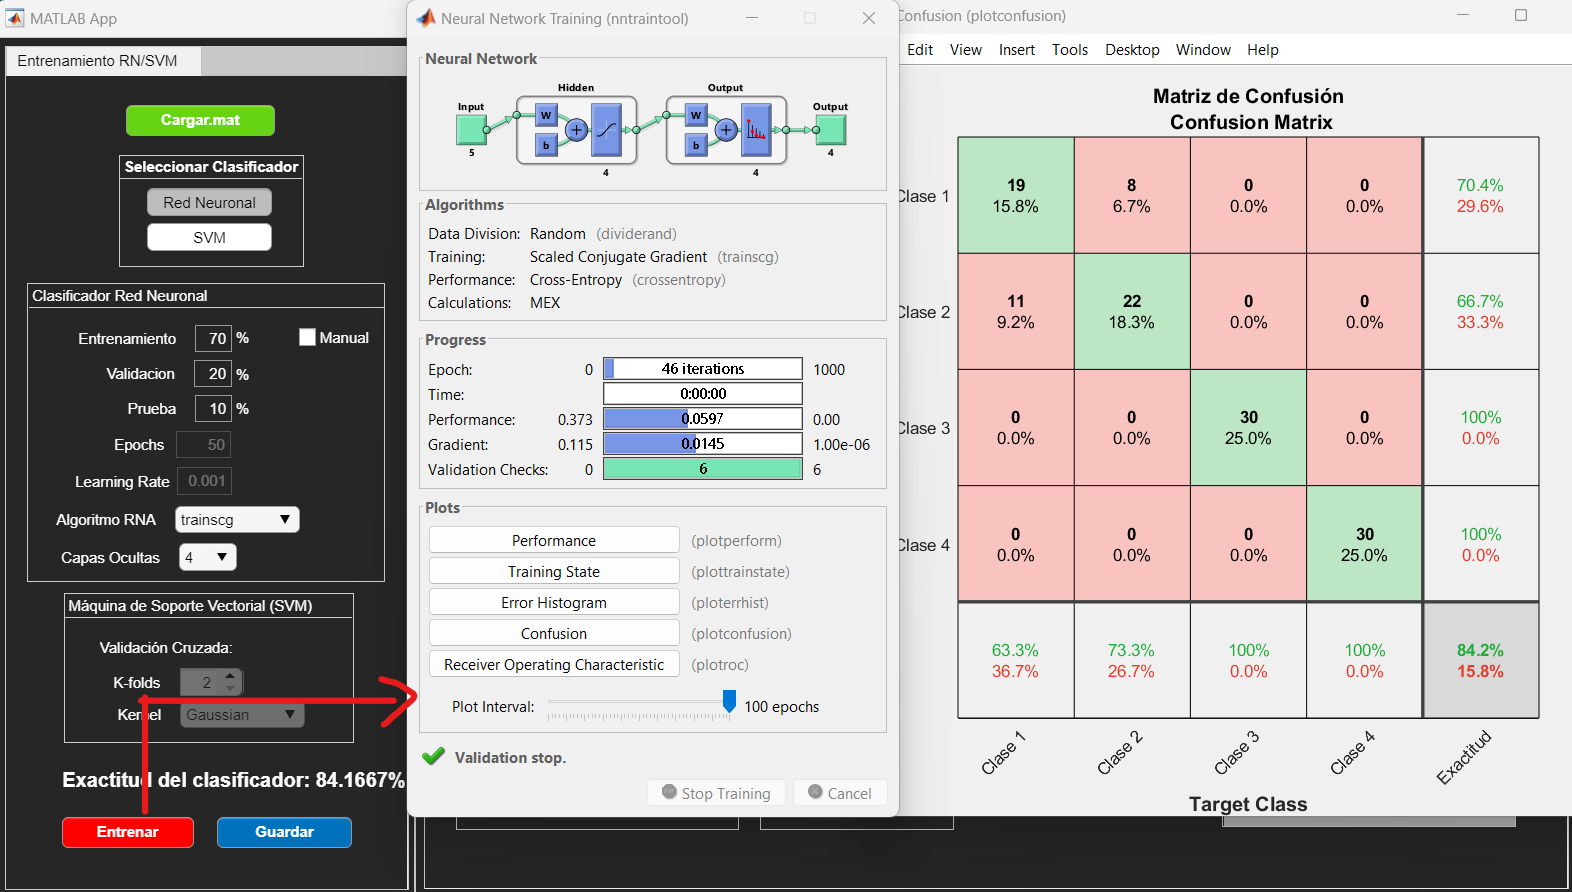 MATLAB App
Entrenamiento RN/SVM
Cargar.mat
Seleccionar Clasificador
Red Neuronal
SVM
Clasificador Red Neuronal
Entrenamiento 70 % Manual
Validacion 20 %
Prueba 10 %
Epochs 50
Learning Rate 0.001
Algoritmo RNA trainscg
Capas Ocultas 4
Máquina de Soporte Vectorial (SVM)
Validación Cruzada:
K-folds 2
Kernel Gaussian
Exactitud del clasificador: 84.1667%
Entrenar Guardar
Neural Network Training (nntraintool)
Neural Network
Hidden Output
Input Output
W W
b b
5 4
4 4
Algorithms
Data Division: Random (dividerand)
Training: Scaled Conjugate Gradient (trainscg)
Performance: Cross-Entropy (crossentropy)
Calculations: MEX
Progress
Epoch: 0 46 iterations 1000
Time: 0:00:00
Performance: 0.373 0.0597 0.00
Gradient: 0.115 0.0145 1.00e-06
Validation Checks: 0 6 6
Plots
Performance (plotperform)
Training State (plottrainstate)
Error Histogram (ploterrhist)
Confusion (plotconfusion)
Receiver Operating Characteristic (plotroc)
Plot Interval: 100 epochs
Validation stop.
Stop Training Cancel
Confusion (plotconfusion)
Edit View Insert Tools Desktop Window Help
Matriz de Confusión
Confusion Matrix
Clase 1 19 8 0 0 70.4%
15.8% 6.7% 0.0% 0.0% 29.6%
Clase 2 11 22 0 0 66.7%
9.2% 18.3% 0.0% 0.0% 33.3%
Clase 3 0 0 30 0 100%
0.0% 0.0% 25.0% 0.0% 0.0%
Clase 4 0 0 0 30 100%
0.0% 0.0% 0.0% 25.0% 0.0%
63.3% 73.3% 100% 100% 84.2%
36.7% 26.7% 0.0% 0.0% 15.8%
Clase 1 Clase 2 Clase 3 Clase 4 Exactitud
Target Class